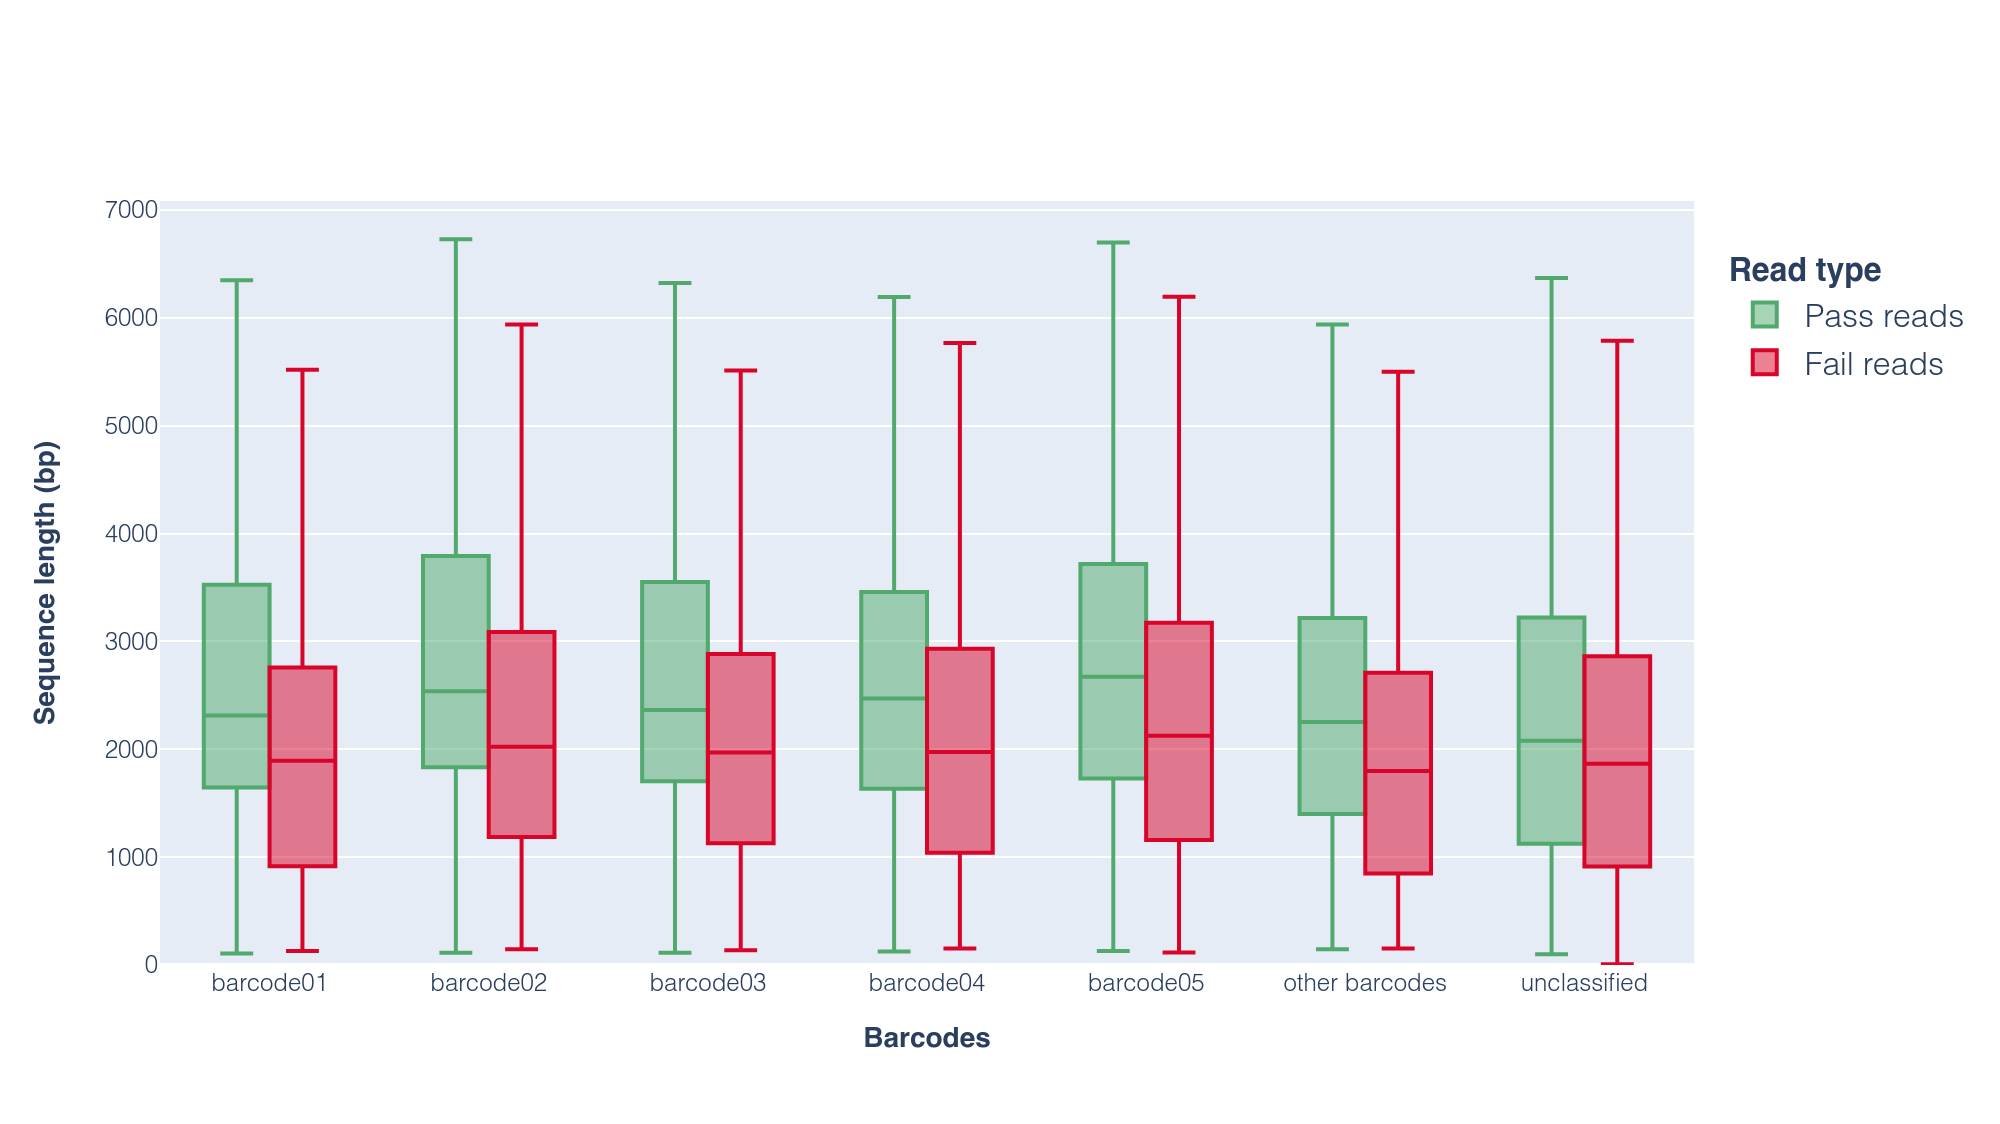 7000
6000
5000
4000
3000
2000
1000
0
Sequence length (bp)
barcode01
barcode02
barcode03
barcode04
barcode05
other barcodes
unclassified
Barcodes
Read type
Pass reads
Fail reads